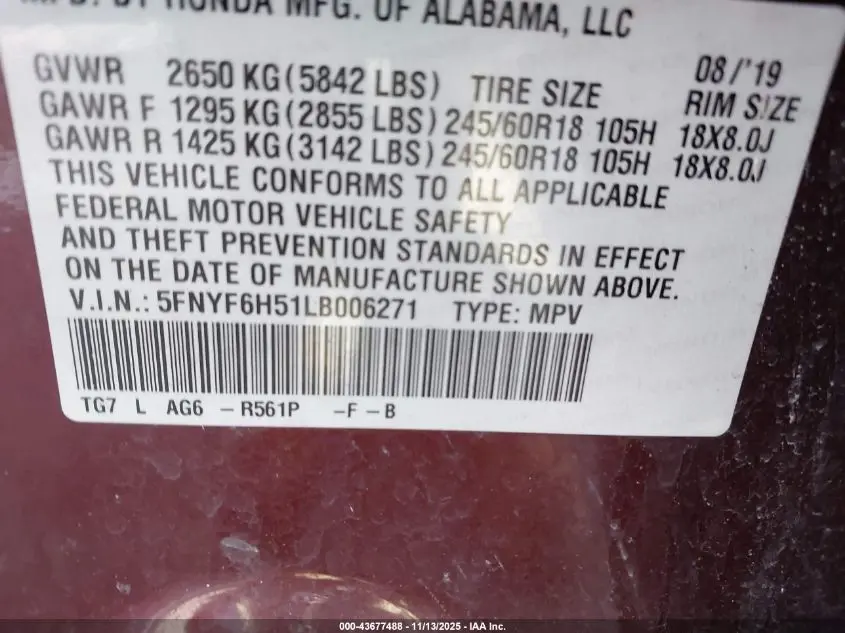 MFD. BY HONDA MFG. OF ALABAMA, LLC
08/'19
GVWR 2650 KG (5842 LBS) TIRE SIZE RIM SIZE
GAWR F 1295 KG (2855 LBS) 245/60R18 105H 18X8.0J
GAWR R 1425 KG (3142 LBS) 245/60R18 105H 18X8.0J
THIS VEHICLE CONFORMS TO ALL APPLICABLE
FEDERAL MOTOR VEHICLE SAFETY
AND THEFT PREVENTION STANDARDS IN EFFECT
ON THE DATE OF MANUFACTURE SHOWN ABOVE.
V.I.N.: 5FNYF6H51LB006271 TYPE: MPV
TG7 L AG6 - R561P - F - B
000-43677488 - 11/13/2025 - IAA Inc.